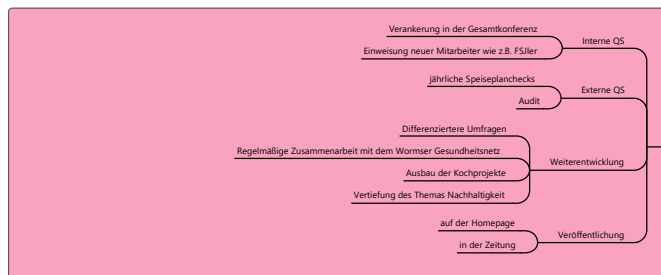 Verankerung in der Gesamtkonferenz
Interne QS
Einweisung neuer Mitarbeiter wie z.B. FSJler
jährliche Speiseplanchecks
Externe QS
Audit
Differenziertere Umfragen
Regelmäßige Zusammenarbeit mit dem Wormser Gesundheitsnetz
Weiterentwicklung
Ausbau der Kochprojekte
Vertiefung des Themas Nachhaltigkeit
auf der Homepage
Veröffentlichung
in der Zeitung